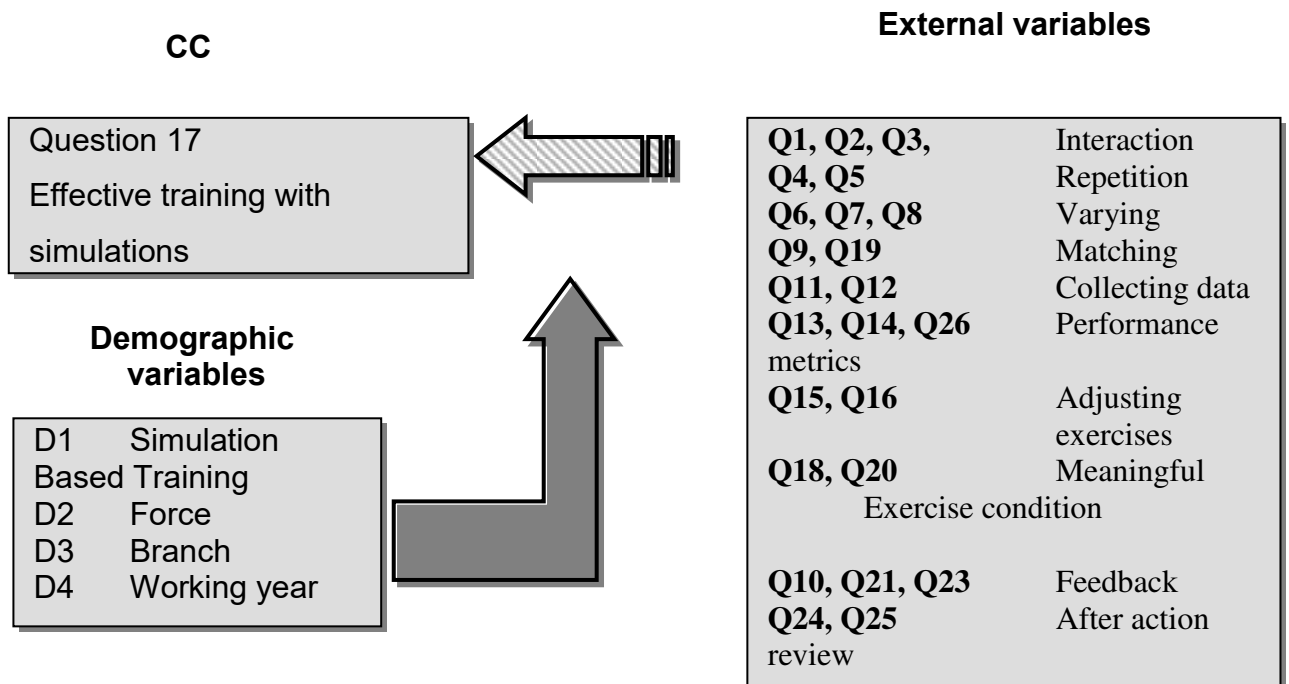 CC
Question 17
Effective training with
simulations
Demographic
variables
D1 Simulation
Based Training
D2 Force
D3 Branch
D4 Working year
External variables
Q1, Q2, Q3, Interaction
Q4, Q5 Repetition
Q6, Q7, Q8 Varying
Q9, Q19 Matching
Q11, Q12 Collecting data
Q13, Q14, Q26 Performance
metrics
Q15, Q16 Adjusting
exercises
Q18, Q20 Meaningful
Exercise condition
Q10, Q21, Q23 Feedback
Q24, Q25 After action
review